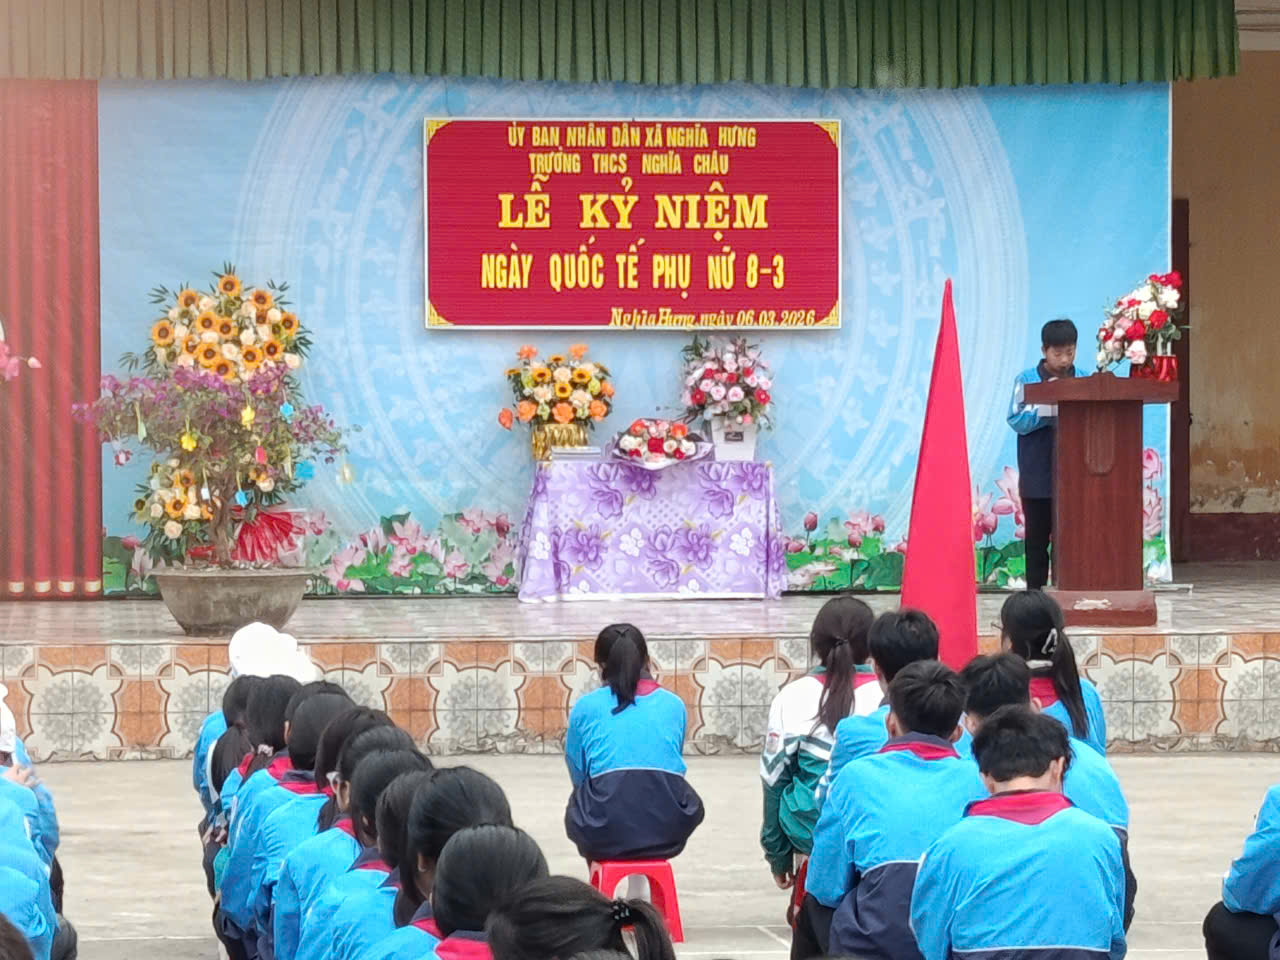 ỦY BAN NHÂN DÂN XÃ NGHĨA HƯNG
TRƯỜNG THCS NGHĨA CHÂU
LỄ KỶ NIỆM
NGÀY QUỐC TẾ PHỤ NỮ 8-3
Nghĩa Hưng, ngày 06.03.2026